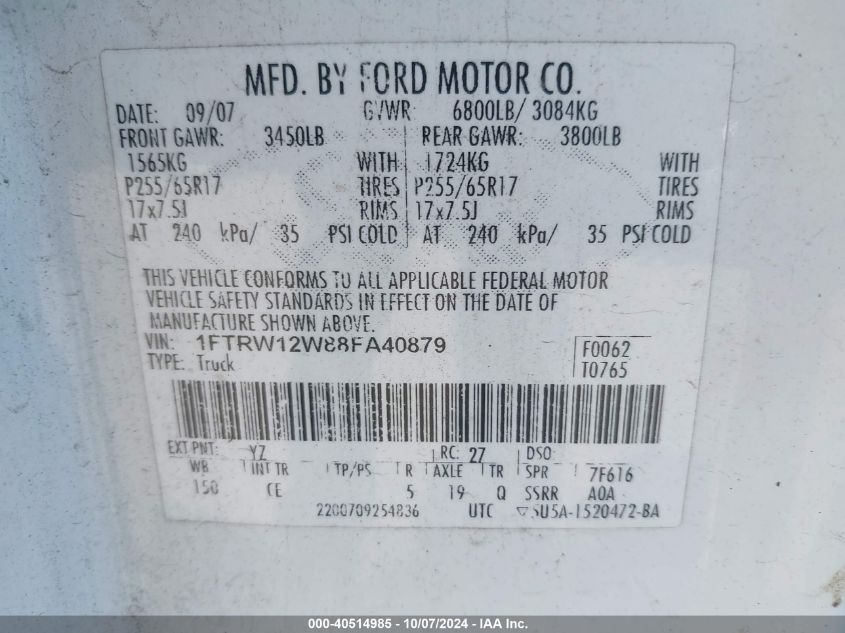 MFD. BY FORD MOTOR CO.
DATE: 09/07 GVWR 6800LB/ 3084KG
FRONT GAWR: 3450LB REAR GAWR: 3800LB
1565KG WITH 1724KG WITH
P255/65R17 TIRES P255/65R17 TIRES
17x7.5J RIMS 17x7.5J RIMS
AT 240 kPa/ 35 PSI COLD AT 240 kPa/ 35 PSI COLD
THIS VEHICLE CONFORMS TO ALL APPLICABLE FEDERAL MOTOR
VEHICLE SAFETY STANDARDS IN EFFECT ON THE DATE OF
MANUFACTURE SHOWN ABOVE.
VIN: 1FTRW12W88FA40879 F0062
TYPE: Truck T0765
EXT PNT: YZ RC: 27 DSO:
WB INT TR TP/PS R AXLE TR SPR 7F616
150 CE 5 19 Q SSRR A0A
2200709254836 UTC ▽5U5A-1520472-BA
000-40514985 - 10/07/2024 - IAA Inc.